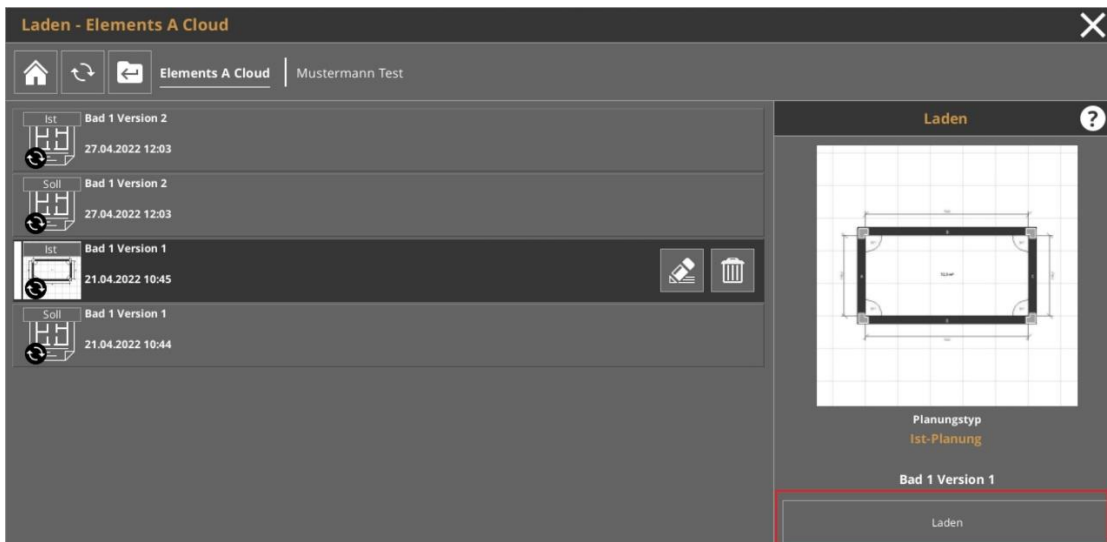 Laden - Elements A Cloud
Elements A Cloud
Mustermann Test
Ist
Bad 1 Version 2
27.04.2022 12:03
Soll
Bad 1 Version 2
27.04.2022 12:03
Ist
Bad 1 Version 1
21.04.2022 10:45
Soll
Bad 1 Version 1
21.04.2022 10:44
Laden
?
Planungstyp
Ist-Planung
Bad 1 Version 1
Laden